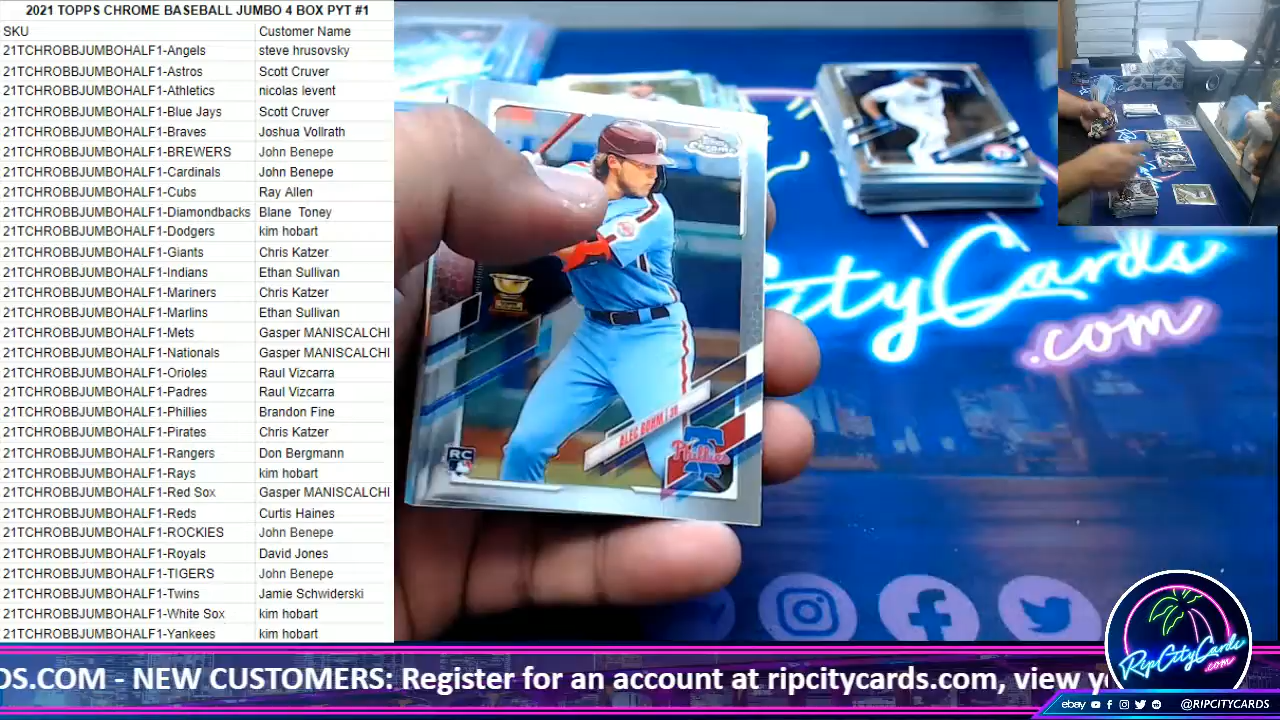 2021 TOPPS CHROME BASEBALL JUMBO 4 BOX PYT #1
SKU Customer Name
21TCHROBBJUMBOHALF1-Angels steve hrusovsky
21TCHROBBJUMBOHALF1-Astros Scott Cruver
21TCHROBBJUMBOHALF1-Athletics nicolas levent
21TCHROBBJUMBOHALF1-Blue Jays Scott Cruver
21TCHROBBJUMBOHALF1-Braves Joshua Vollrath
21TCHROBBJUMBOHALF1-BREWERS John Benepe
21TCHROBBJUMBOHALF1-Cardinals John Benepe
21TCHROBBJUMBOHALF1-Cubs Ray Allen
21TCHROBBJUMBOHALF1-Diamondbacks Blane Toney
21TCHROBBJUMBOHALF1-Dodgers kim hobart
21TCHROBBJUMBOHALF1-Giants Chris Katzer
21TCHROBBJUMBOHALF1-Indians Ethan Sullivan
21TCHROBBJUMBOHALF1-Mariners Chris Katzer
21TCHROBBJUMBOHALF1-Marlins Ethan Sullivan
21TCHROBBJUMBOHALF1-Mets Gasper MANISCALCHI
21TCHROBBJUMBOHALF1-Nationals Gasper MANISCALCHI
21TCHROBBJUMBOHALF1-Orioles Raul Vizcarra
21TCHROBBJUMBOHALF1-Padres Raul Vizcarra
21TCHROBBJUMBOHALF1-Phillies Brandon Fine
21TCHROBBJUMBOHALF1-Pirates Chris Katzer
21TCHROBBJUMBOHALF1-Rangers Don Bergmann
21TCHROBBJUMBOHALF1-Rays kim hobart
21TCHROBBJUMBOHALF1-Red Sox Gasper MANISCALCHI
21TCHROBBJUMBOHALF1-Reds Curtis Haines
21TCHROBBJUMBOHALF1-ROCKIES John Benepe
21TCHROBBJUMBOHALF1-Royals David Jones
21TCHROBBJUMBOHALF1-TIGERS John Benepe
21TCHROBBJUMBOHALF1-Twins Jamie Schwiderski
21TCHROBBJUMBOHALF1-White Sox kim hobart
21TCHROBBJUMBOHALF1-Yankees kim hobart
Chrome
ALEC BOHM | 3B
Phillies
RC
CityCards
.com
RipCityCards
.com
DS.COM - NEW CUSTOMERS: Register for an account at ripcitycards.com, view
ebay @RIPCITYCARDS